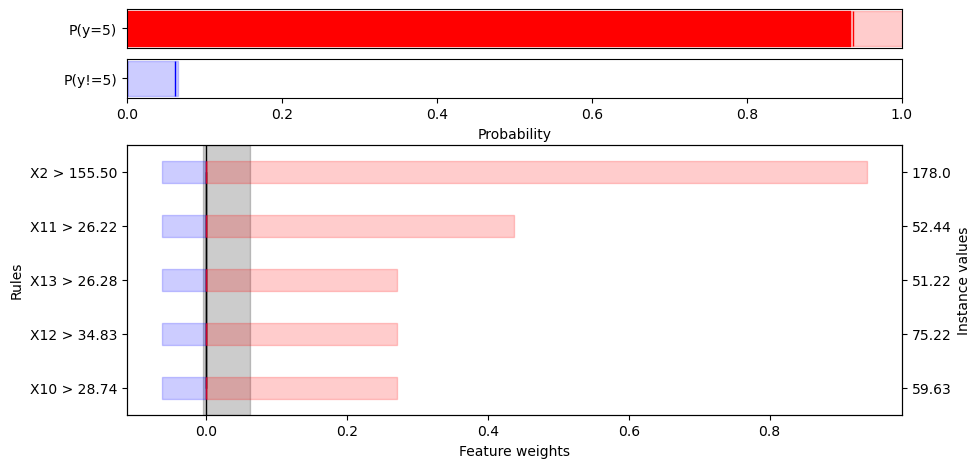 P(y=5)
P(y!=5)
0.0 0.2 0.4 0.6 0.8 1.0
Probability
X2 > 155.50 178.0
X11 > 26.22 52.44
X13 > 26.28 51.22
X12 > 34.83 75.22
X10 > 28.74 59.63
Rules
Instance values
0.0 0.2 0.4 0.6 0.8
Feature weights